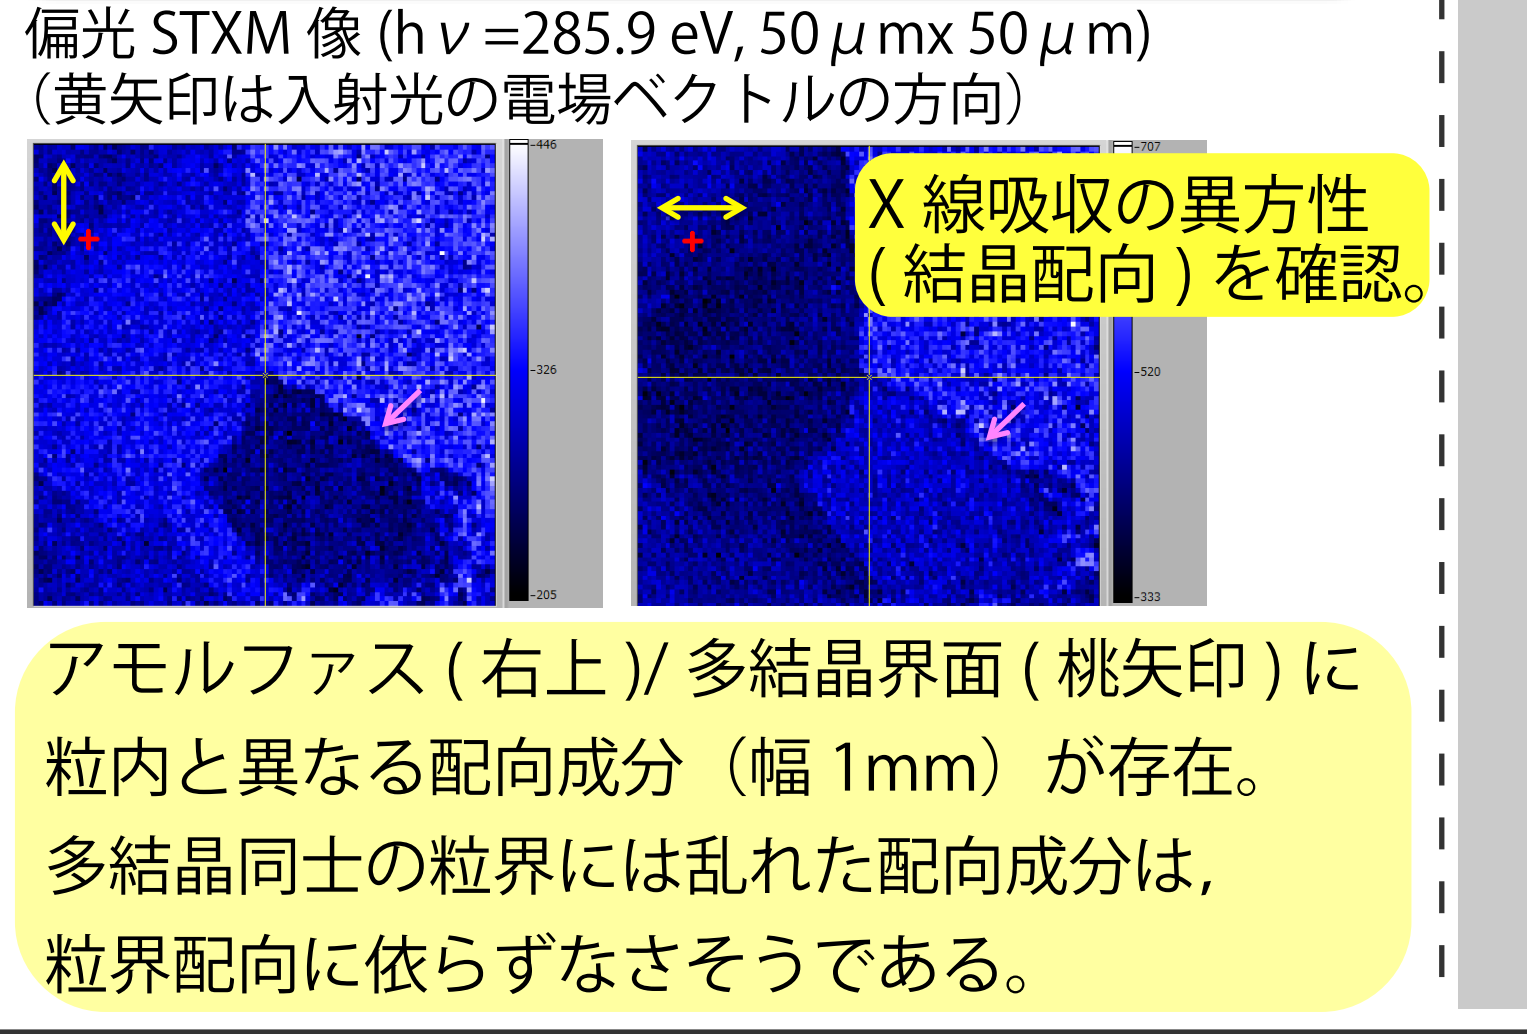 偏光 STXM 像 (hν=285.9 eV, 50μmx 50μm)
（黄矢印は入射光の電場ベクトルの方向）
-446
-326
-205
-707
-520
-333
X 線吸収の異方性
( 結晶配向 ) を確認。
アモルファス ( 右上 )/ 多結晶界面 ( 桃矢印 ) に
粒内と異なる配向成分（幅 1mm）が存在。
多結晶同士の粒界には乱れた配向成分は,
粒界配向に依らずなさそうである。